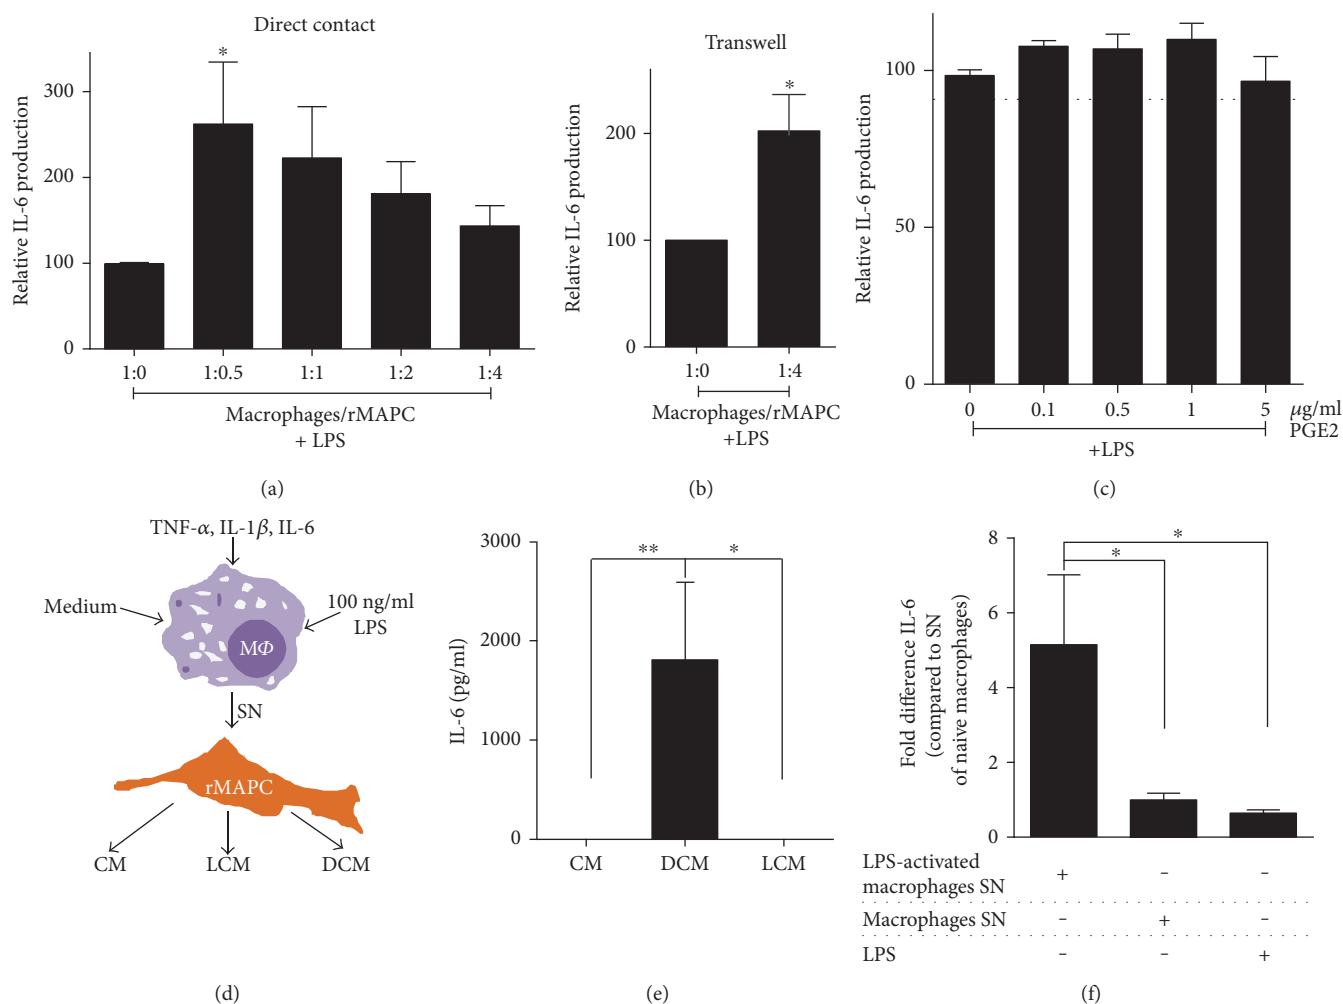 Direct contact
Relative IL-6 production
300
200
100
0
*
1:0 1:0.5 1:1 1:2 1:4
Macrophages/rMAPC
+ LPS
(a)
Transwell
Relative IL-6 production
200
100
0
*
1:0 1:4
Macrophages/rMAPC
+LPS
(b)
Relative IL-6 production
100
50
0
0 0.1 0.5 1 5 μg/ml
PGE2
+LPS
(c)
TNF-α, IL-1β, IL-6
Medium
100 ng/ml
LPS
MΦ
SN
rMAPC
CM LCM DCM
(d)
IL-6 (pg/ml)
3000
2000
1000
0
** *
CM DCM LCM
(e)
Fold difference IL-6
(compared to SN
of naive macrophages)
8
6
4
2
0
*
*
LPS-activated
macrophages SN + - -
Macrophages SN - + -
LPS - - +
(f)